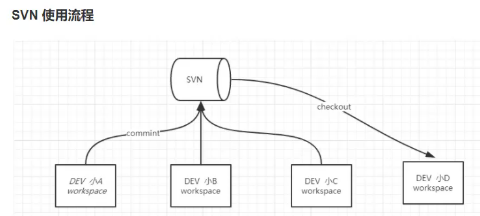 SVN 使用流程
SVN
commint
checkout
DEV 小A
workspace
DEV 小B
workspace
DEV 小C
workspace
DEV 小D
workspace